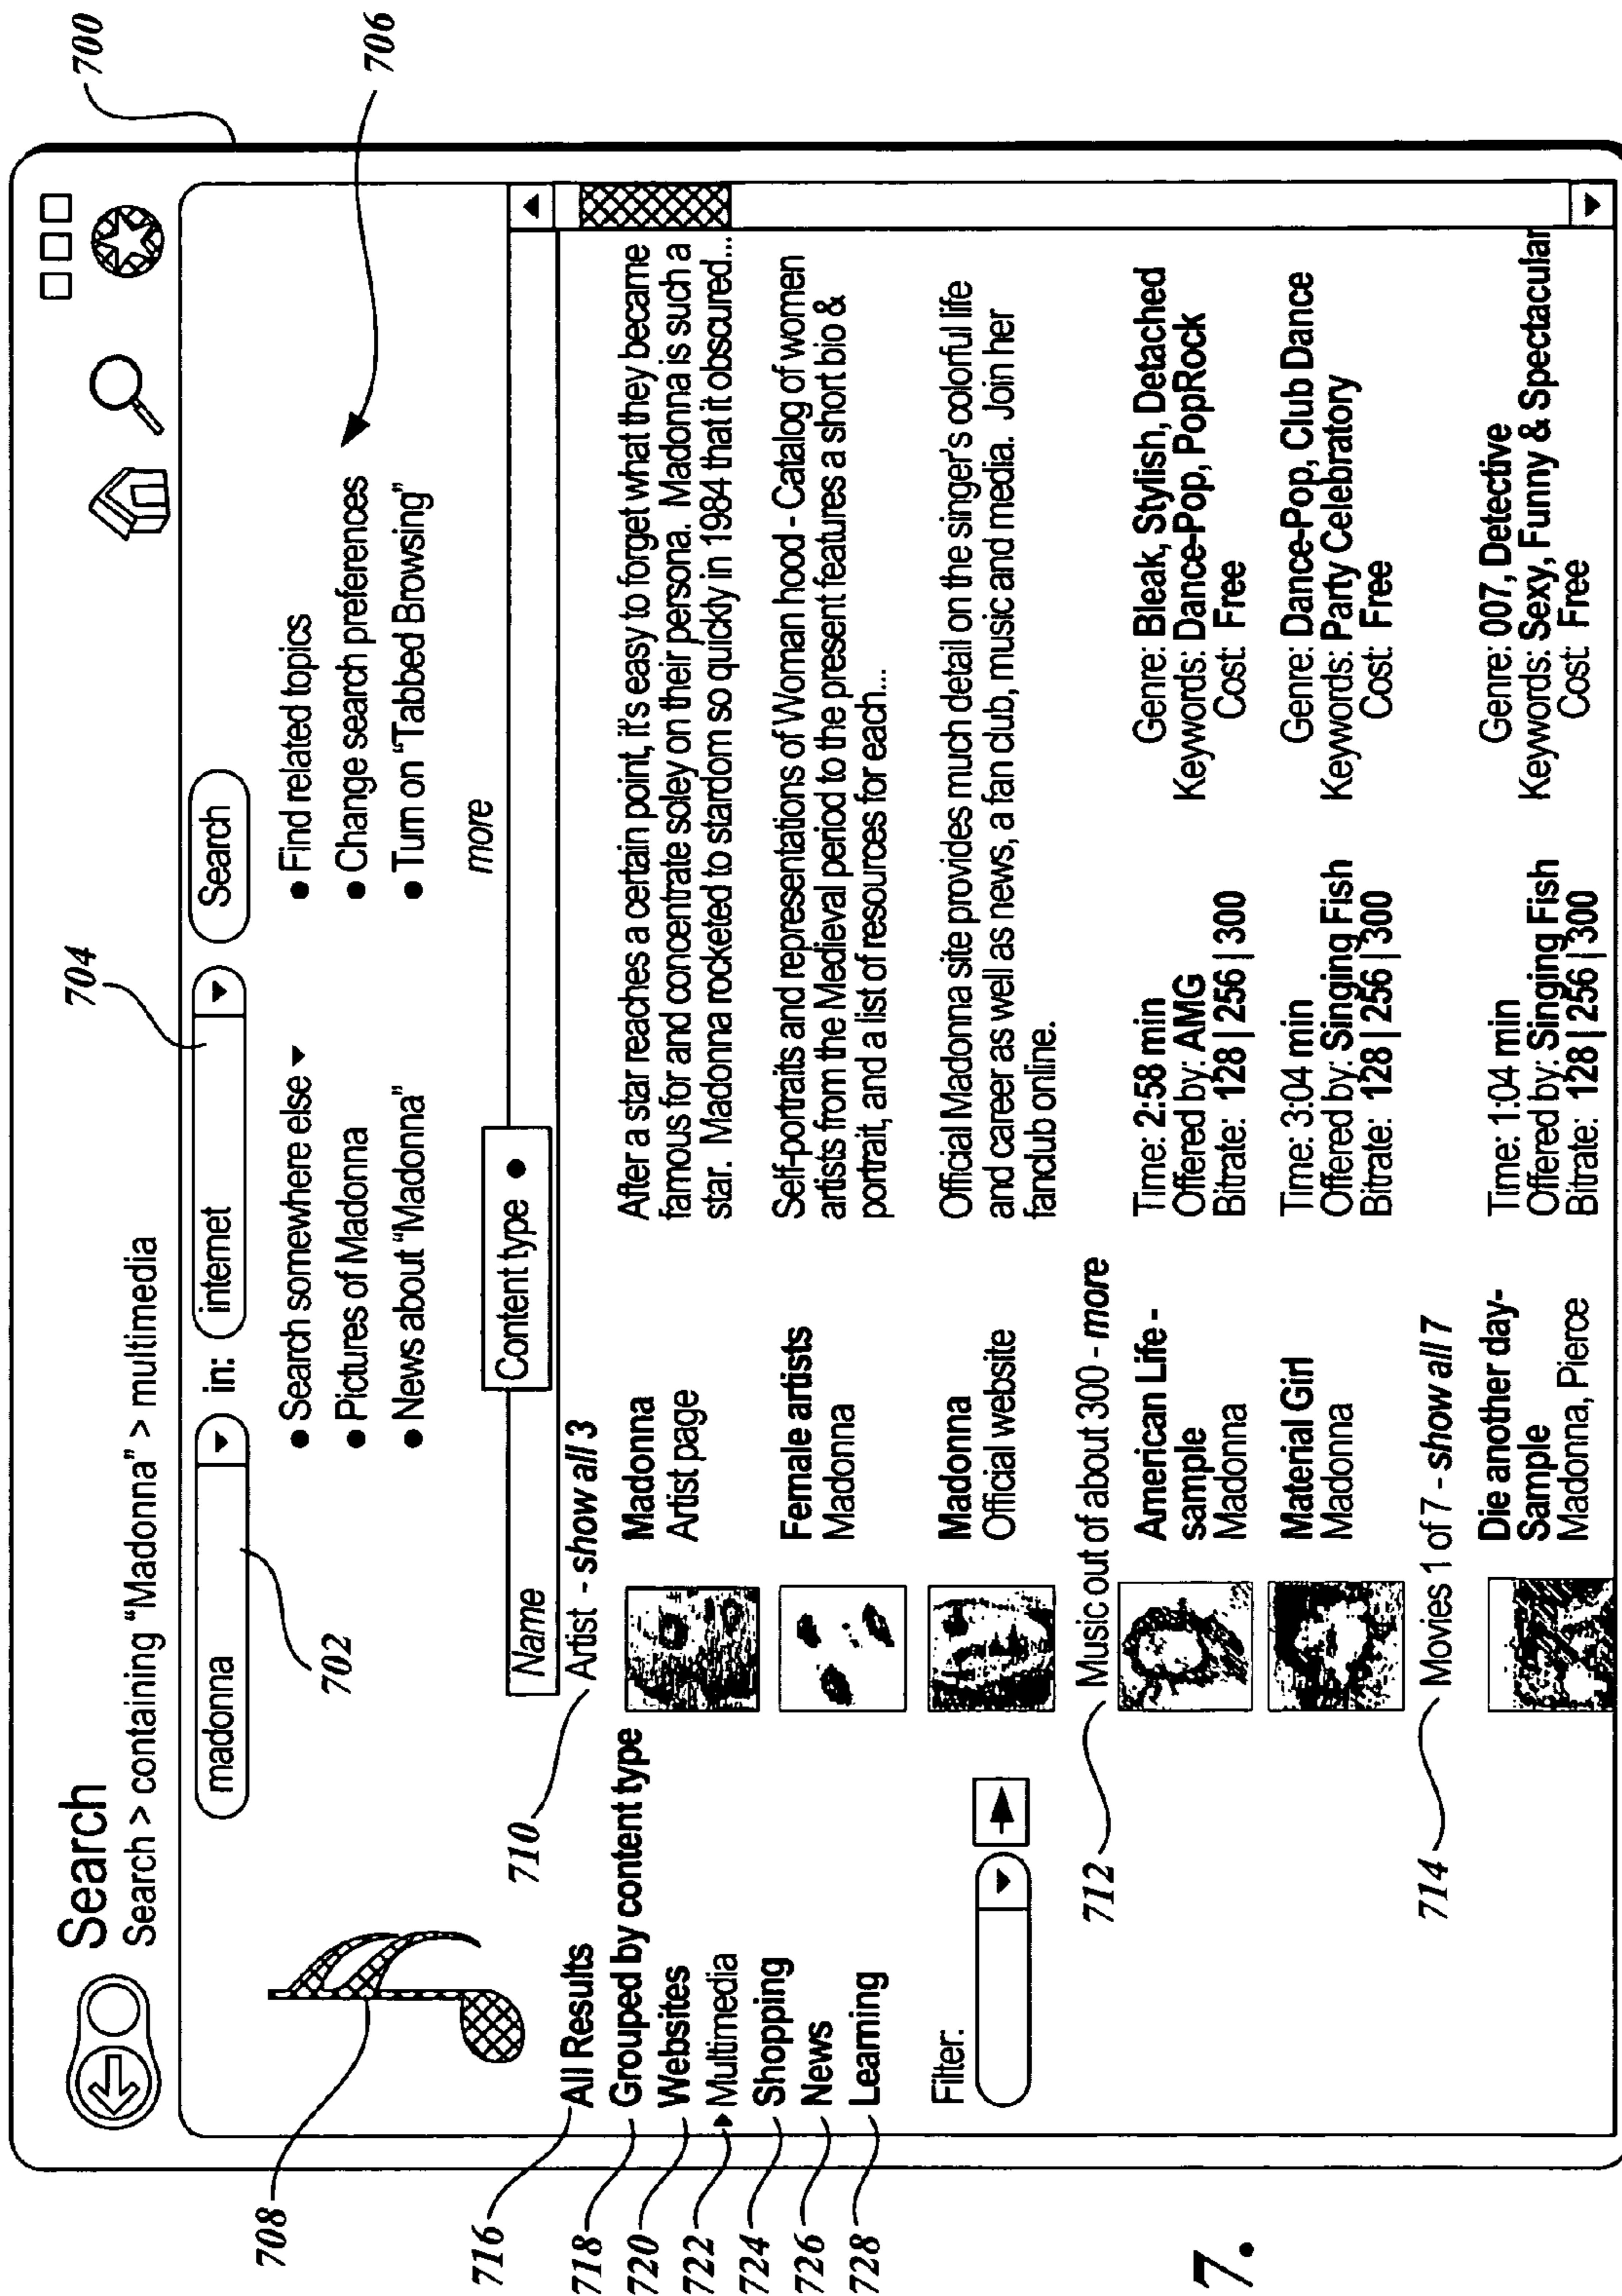 700
Search
Search > containing "Madonna" > multimedia
704
madonna in: internet Search
702
706
• Search somewhere else • Find related topics
• Pictures of Madonna • Change search preferences
• News about "Madonna" • Turn on "Tabbed Browsing"
more
708
Name Content type •
710
Artist - show all 3
716 All Results
718 Grouped by content type
720 Websites
722 Multimedia
724 Shopping
726 News
728 Learning
Filter:
Madonna
Artist page
After a star reaches a certain point, it's easy to forget what they became
famous for and concentrate soley on their persona. Madonna is such a
star. Madonna rocketed to stardom so quickly in 1984 that it obscured...
Female artists
Madonna
Self-portraits and representations of Woman hood - Catalog of women
artists from the Medieval period to the present features a short bio &
portrait, and a list of resources for each...
Madonna
Official website
Official Madonna site provides much detail on the singer's colorful life
and career as well as news, a fan club, music and media. Join her
fanclub online.
712
Music out of about 300 - more
American Life -
sample
Madonna
Time: 2:58 min
Offered by: AMG
Bitrate: 128 | 256 | 300
Genre: Bleak, Stylish, Detached
Keywords: Dance-Pop, PopRock
Cost: Free
Material Girl
Madonna
Time: 3:04 min
Offered by: Singing Fish
Bitrate: 128 | 256 | 300
Genre: Dance-Pop, Club Dance
Keywords: Party Celebratory
Cost: Free
714
Movies 1 of 7 - show all 7
Die another day-
Sample
Madonna, Pierce
Time: 1:04 min
Offered by: Singing Fish
Bitrate: 128 | 256 | 300
Genre: 007, Detective
Keywords: Sexy, Funny & Spectacular
Cost: Free
7.